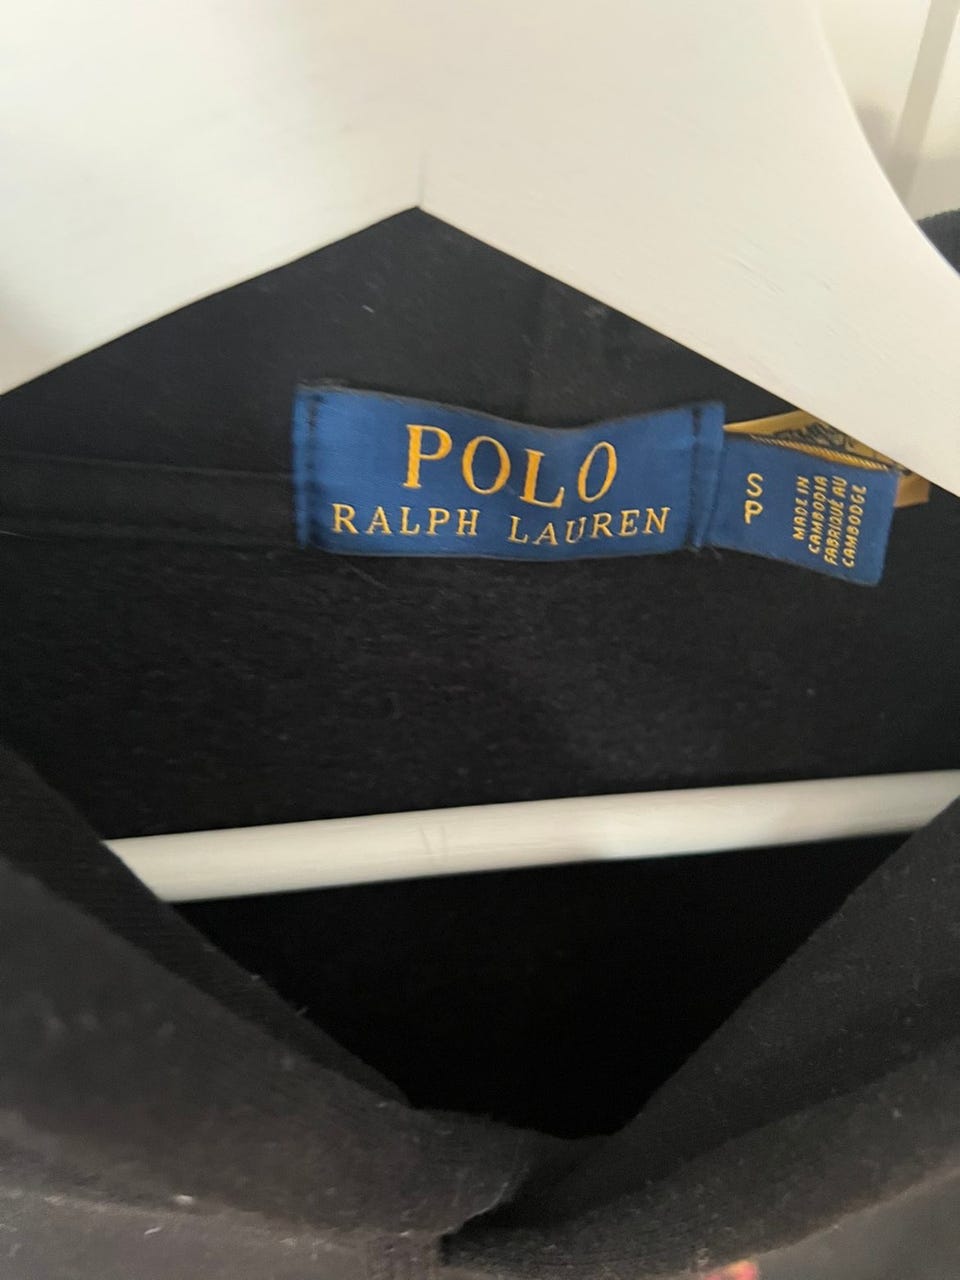 POLO
RALPH LAUREN
S
P
MADE IN
CAMBODIA
FABRIQUÉ AU
CAMBODGE